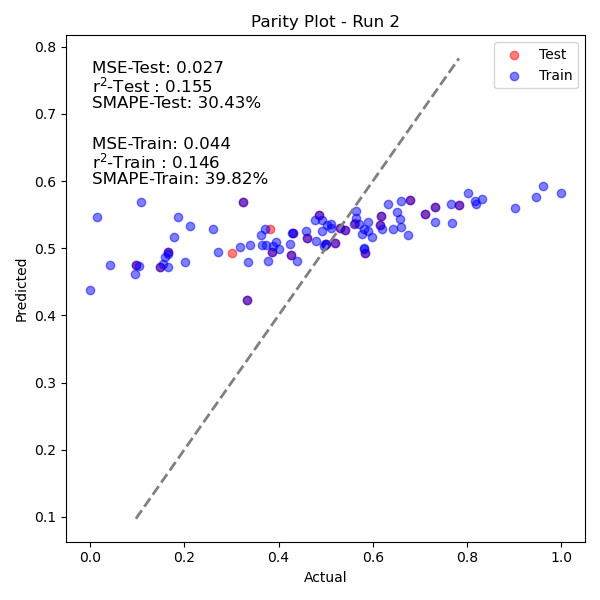 Parity Plot - Run 2
MSE-Test: 0.027
r²-Test : 0.155
SMAPE-Test: 30.43%
MSE-Train: 0.044
r²-Train : 0.146
SMAPE-Train: 39.82%
Test
Train
Predicted
0.8
0.7
0.6
0.5
0.4
0.3
0.2
0.1
0.0 0.2 0.4 0.6 0.8 1.0
Actual